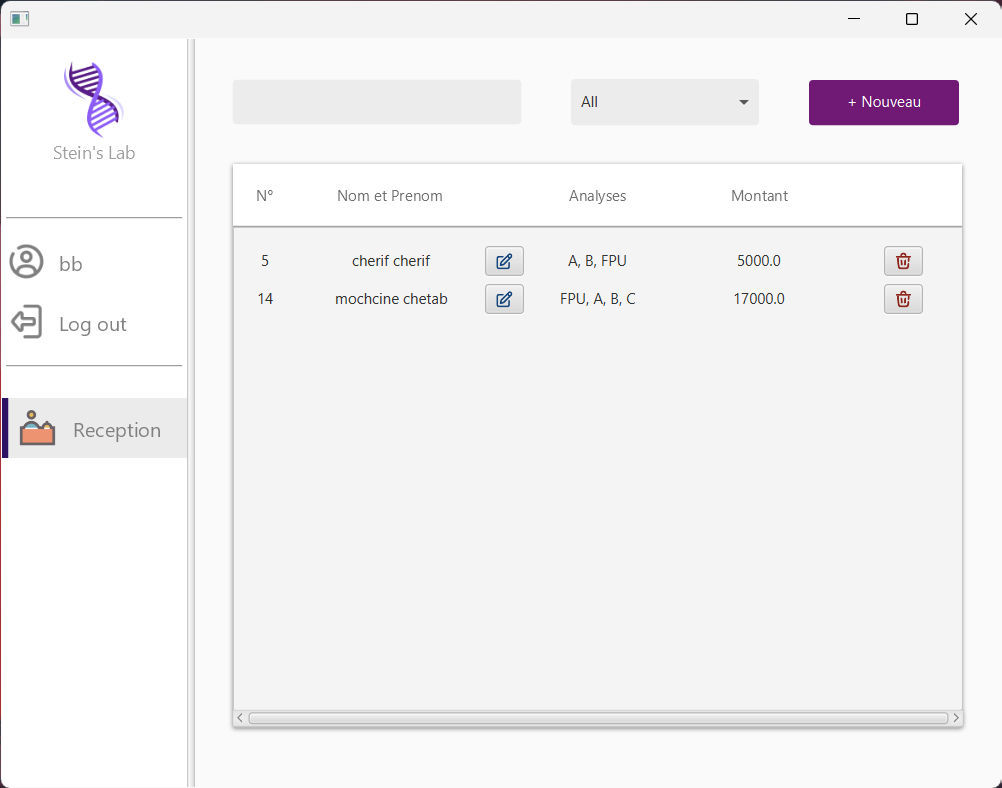 Stein's Lab
bb
Log out
Reception
All
+ Nouveau
N° Nom et Prenom Analyses Montant
5 cherif cherif A, B, FPU 5000.0
14 mochcine chetab FPU, A, B, C 17000.0